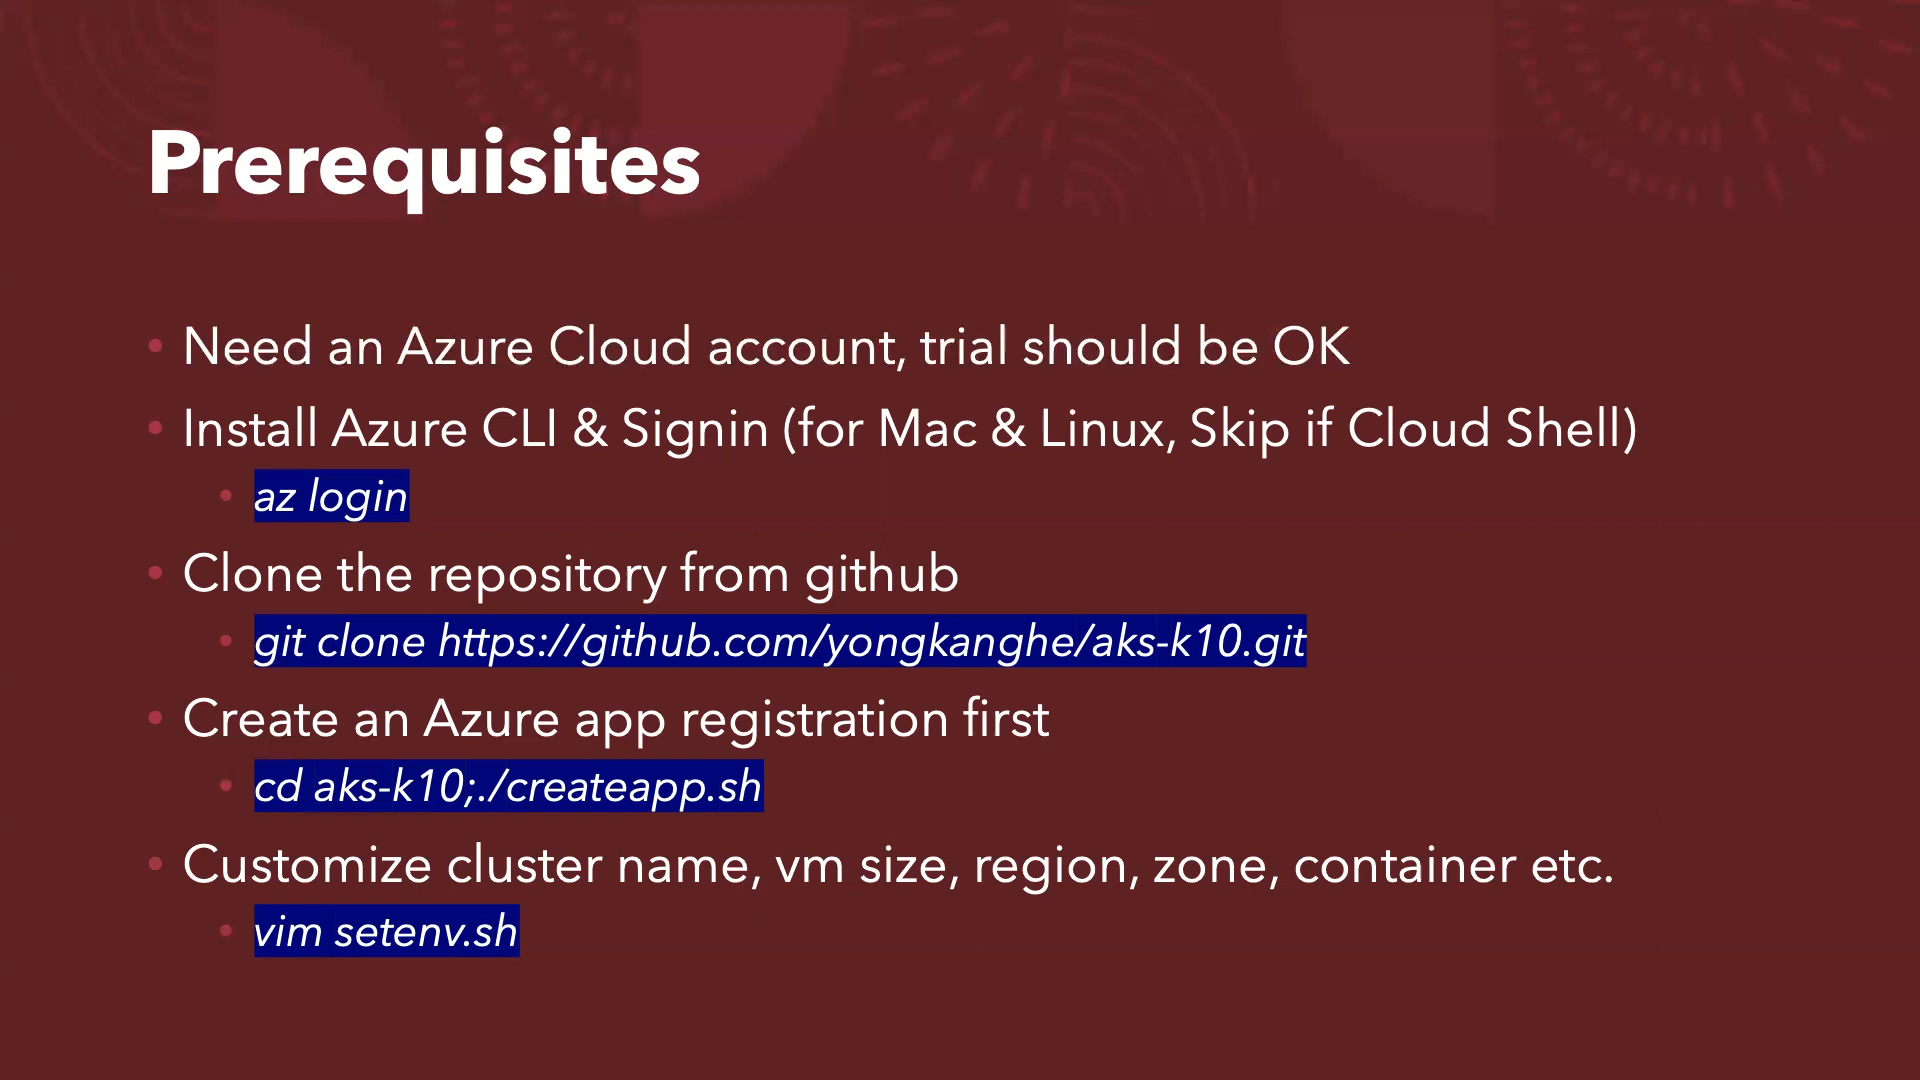 Prerequisites
• Need an Azure Cloud account, trial should be OK
• Install Azure CLI & Signin (for Mac & Linux, Skip if Cloud Shell)
• az login
• Clone the repository from github
• git clone https://github.com/yongkanghe/aks-k10.git
• Create an Azure app registration first
• cd aks-k10;./createapp.sh
• Customize cluster name, vm size, region, zone, container etc.
• vim setenv.sh